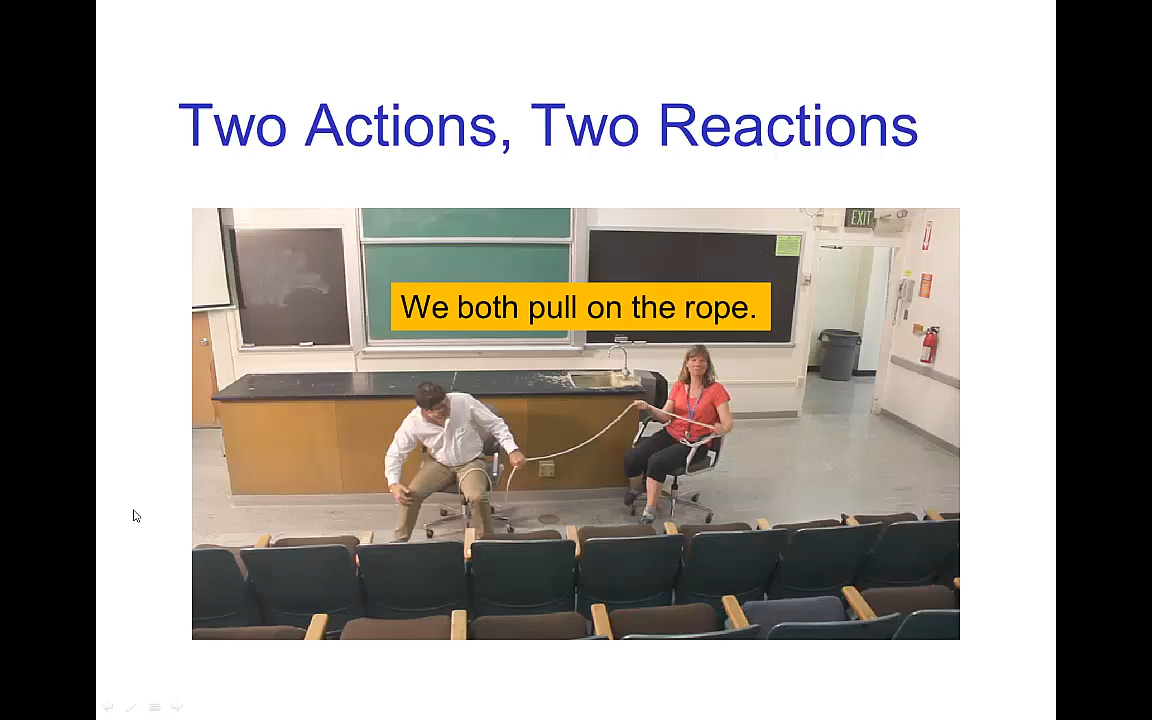 Two Actions, Two Reactions
EXIT
We both pull on the rope.